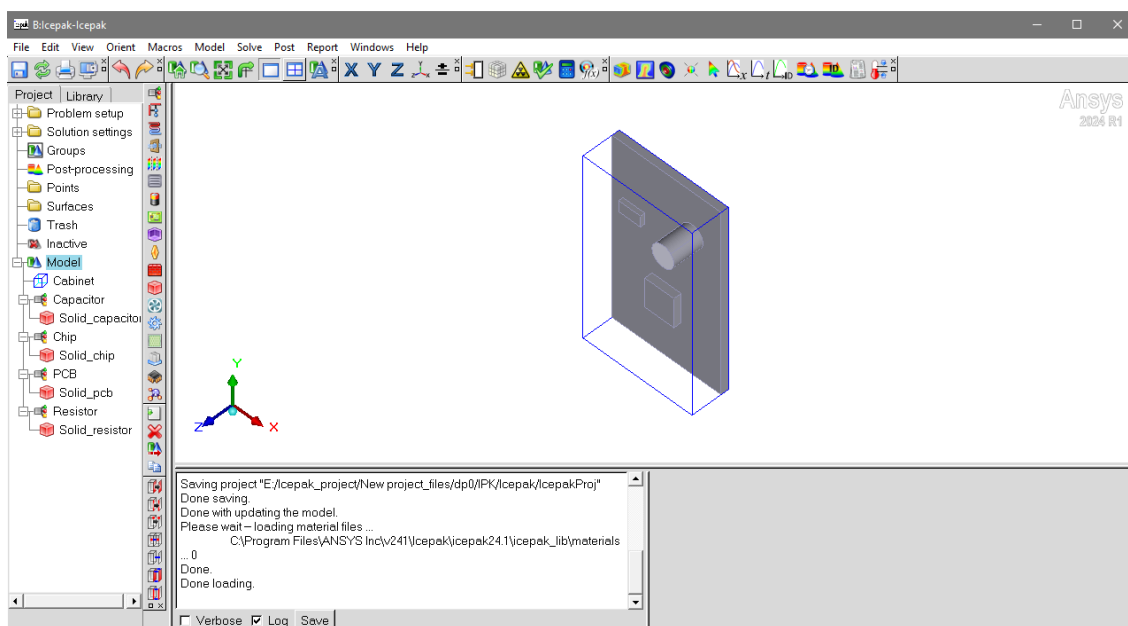 B:Icepak-Icepak
File Edit View Orient Macros Model Solve Post Report Windows Help
X Y Z
Project Library
Problem setup
Solution settings
Groups
Post-processing
Points
Surfaces
Trash
Inactive
Model
Cabinet
Capacitor
Solid_capacitor
Chip
Solid_chip
PCB
Solid_pcb
Resistor
Solid_resistor
Ansys
2024 R1
Y
Z
X
Saving project "E:/Icepak_project/New project_files/dp0/IPK/Icepak/IcepakProj"
Done saving.
Done with updating the model.
Please wait – loading material files ...
C:\Program Files\ANSYS Inc\v241\Icepak\icepak24.1\icepak_lib\materials
... 0
Done.
Done loading.
Verbose Log Save